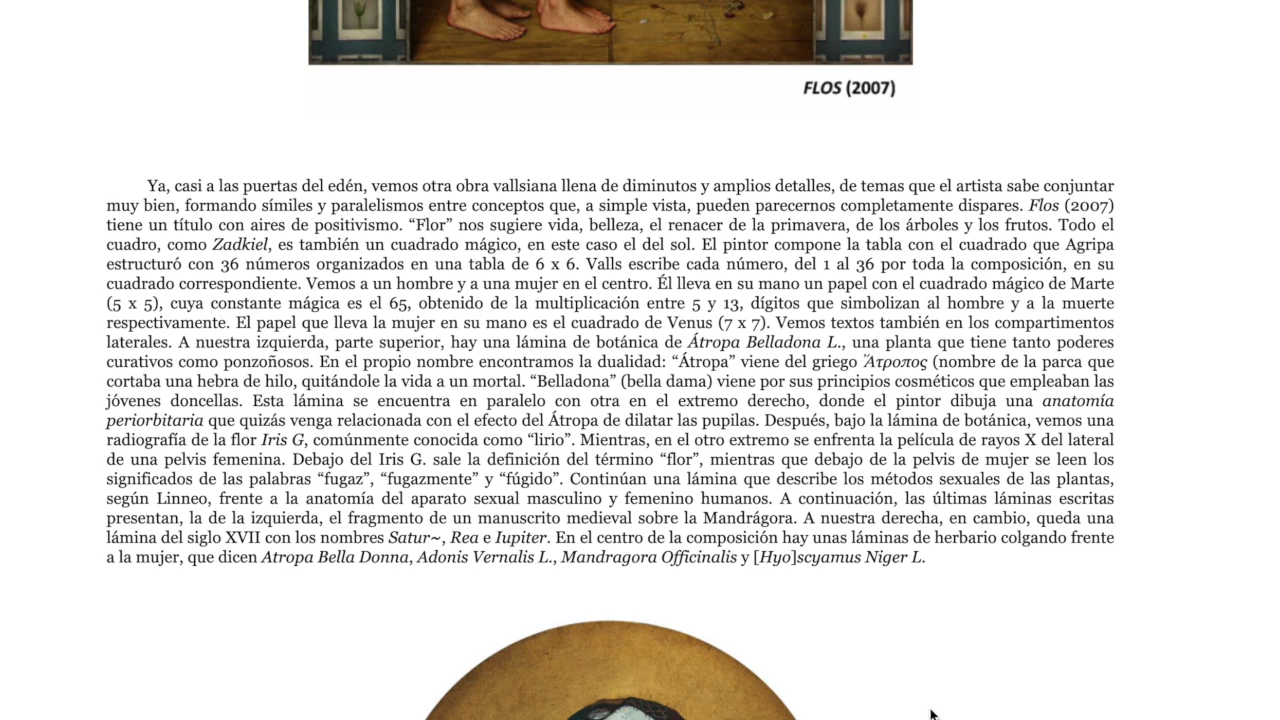 FLOS (2007)
Ya, casi a las puertas del edén, vemos otra obra vallsiana llena de diminutos y amplios detalles, de temas que el artista sabe conjuntar
muy bien, formando símiles y paralelismos entre conceptos que, a simple vista, pueden parecernos completamente dispares. Flos (2007)
tiene un título con aires de positivismo. “Flor” nos sugiere vida, belleza, el renacer de la primavera, de los árboles y los frutos. Todo el
cuadro, como Zadkiel, es también un cuadrado mágico, en este caso el del sol. El pintor compone la tabla con el cuadrado que Agripa
estructuró con 36 números organizados en una tabla de 6 x 6. Valls escribe cada número, del 1 al 36 por toda la composición, en su
cuadrado correspondiente. Vemos a un hombre y a una mujer en el centro. Él lleva en su mano un papel con el cuadrado mágico de Marte
(5 x 5), cuya constante mágica es el 65, obtenido de la multiplicación entre 5 y 13, dígitos que simbolizan al hombre y a la muerte
respectivamente. El papel que lleva la mujer en su mano es el cuadrado de Venus (7 x 7). Vemos textos también en los compartimentos
laterales. A nuestra izquierda, parte superior, hay una lámina de botánica de Átropa Belladona L., una planta que tiene tanto poderes
curativos como ponzoñosos. En el propio nombre encontramos la dualidad: “Átropa” viene del griego Ἄτροπος (nombre de la parca que
cortaba una hebra de hilo, quitándole la vida a un mortal. “Belladona” (bella dama) viene por sus principios cosméticos que empleaban las
jóvenes doncellas. Esta lámina se encuentra en paralelo con otra en el extremo derecho, donde el pintor dibuja una anatomía
periorbitaria que quizás venga relacionada con el efecto del Átropa de dilatar las pupilas. Después, bajo la lámina de botánica, vemos una
radiografía de la flor Iris G, comúnmente conocida como “lirio”. Mientras, en el otro extremo se enfrenta la película de rayos X del lateral
de una pelvis femenina. Debajo del Iris G. sale la definición del término “flor”, mientras que debajo de la pelvis de mujer se leen los
significados de las palabras “fugaz”, “fugazmente” y “fúgido”. Continúan una lámina que describe los métodos sexuales de las plantas,
según Linneo, frente a la anatomía del aparato sexual masculino y femenino humanos. A continuación, las últimas láminas escritas
presentan, la de la izquierda, el fragmento de un manuscrito medieval sobre la Mandrágora. A nuestra derecha, en cambio, queda una
lámina del siglo XVII con los nombres Satur~, Rea e Iupiter. En el centro de la composición hay unas láminas de herbario colgando frente
a la mujer, que dicen Atropa Bella Donna, Adonis Vernalis L., Mandragora Officinalis y [Hyo]scyamus Niger L.